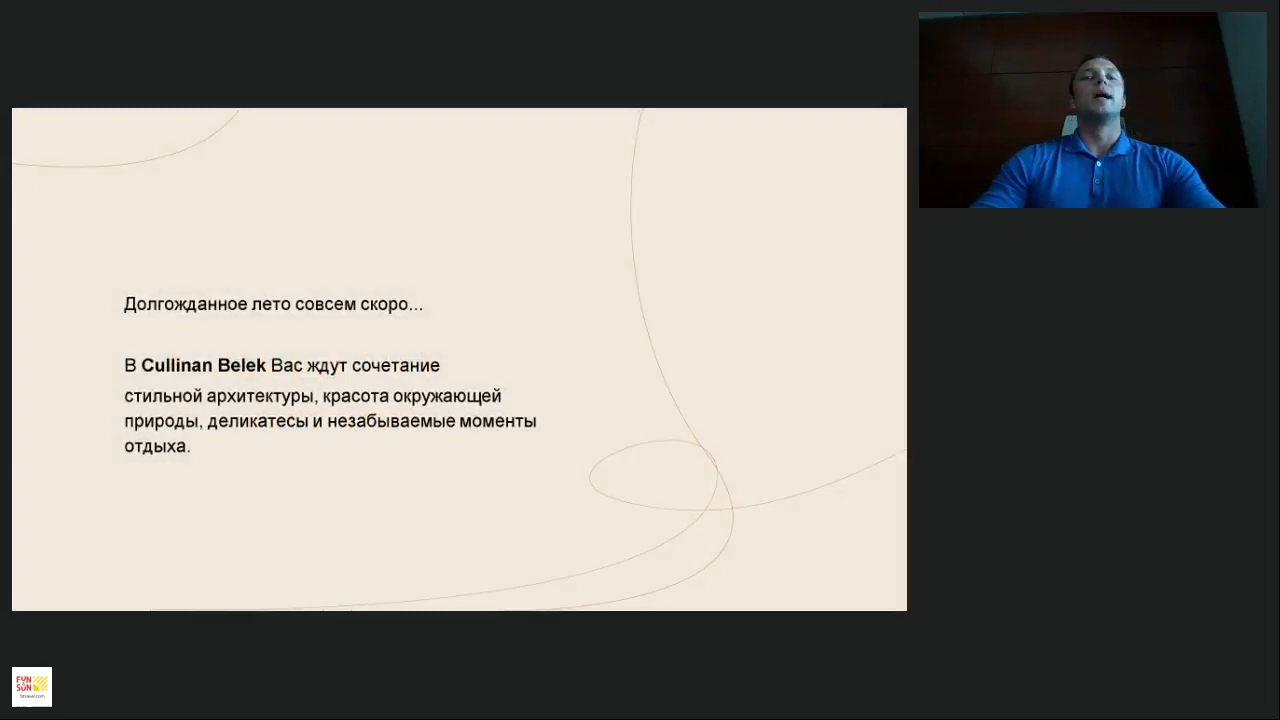 Долгожданное лето совсем скоро...
В Cullinan Belek Вас ждут сочетание
стильной архитектуры, красота окружающей
природы, деликатесы и незабываемые моменты
отдыха.
FUN
&SUN